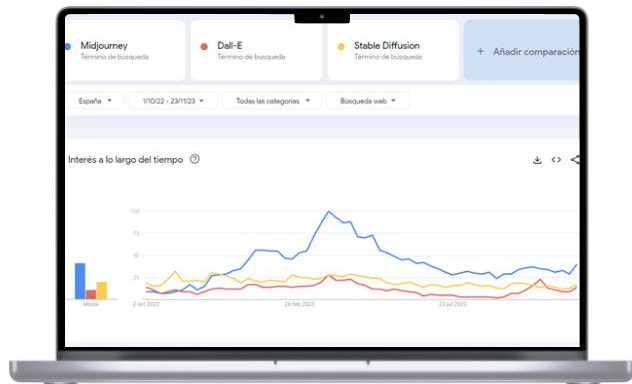 Midjourney
Término de búsqueda
Dall-E
Término de búsqueda
Stable Diffusion
Término de búsqueda
+ Añadir comparación
España
1/10/22 - 23/11/23
Todas las categorías
Búsqueda web
Interés a lo largo del tiempo
100
75
50
25
Media
2 oct 2022
26 feb 2023
23 jul 2023